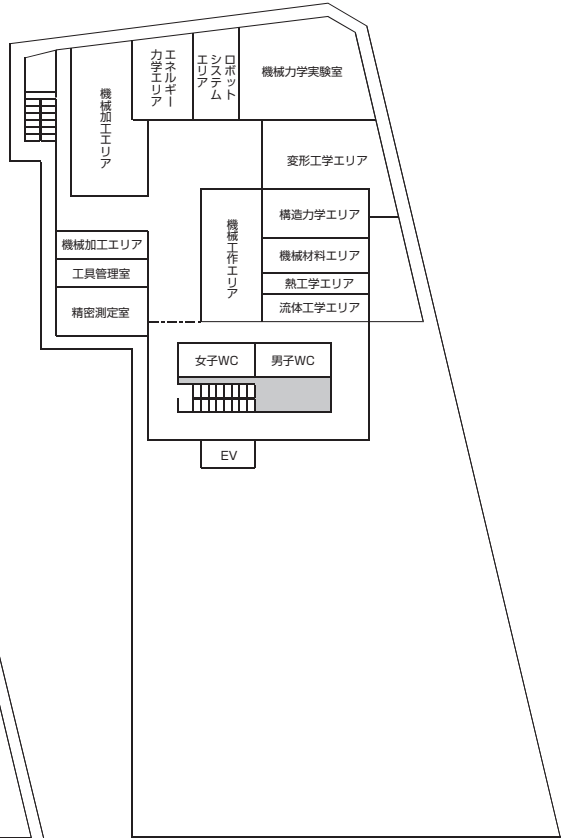 機械加工エリア
エネルギー
力学エリア
ロボット
システム
エリア
機械力学実験室
変形工学エリア
機械工作エリア
構造力学エリア
機械加工エリア
機械材料エリア
工具管理室
熱工学エリア
精密測定室
流体工学エリア
女子WC
男子WC
EV